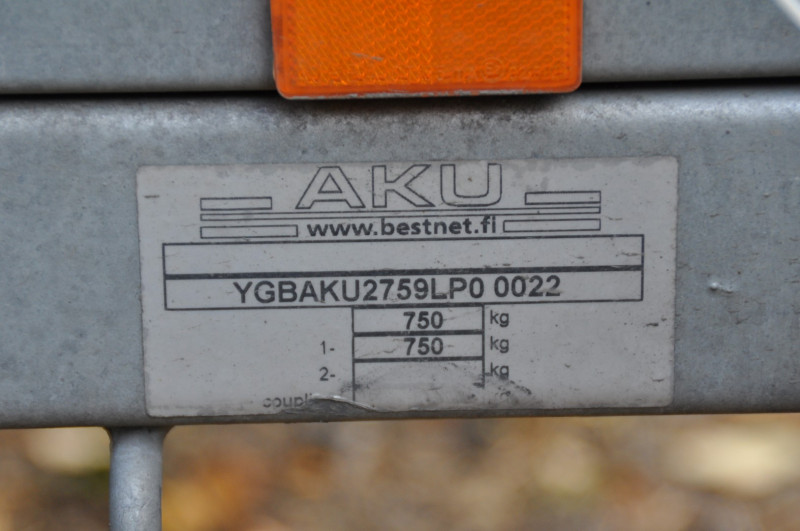 AKU
www.bestnet.fi
YGBAKU2759LP0 0022
750 kg
1- 750 kg
2- kg